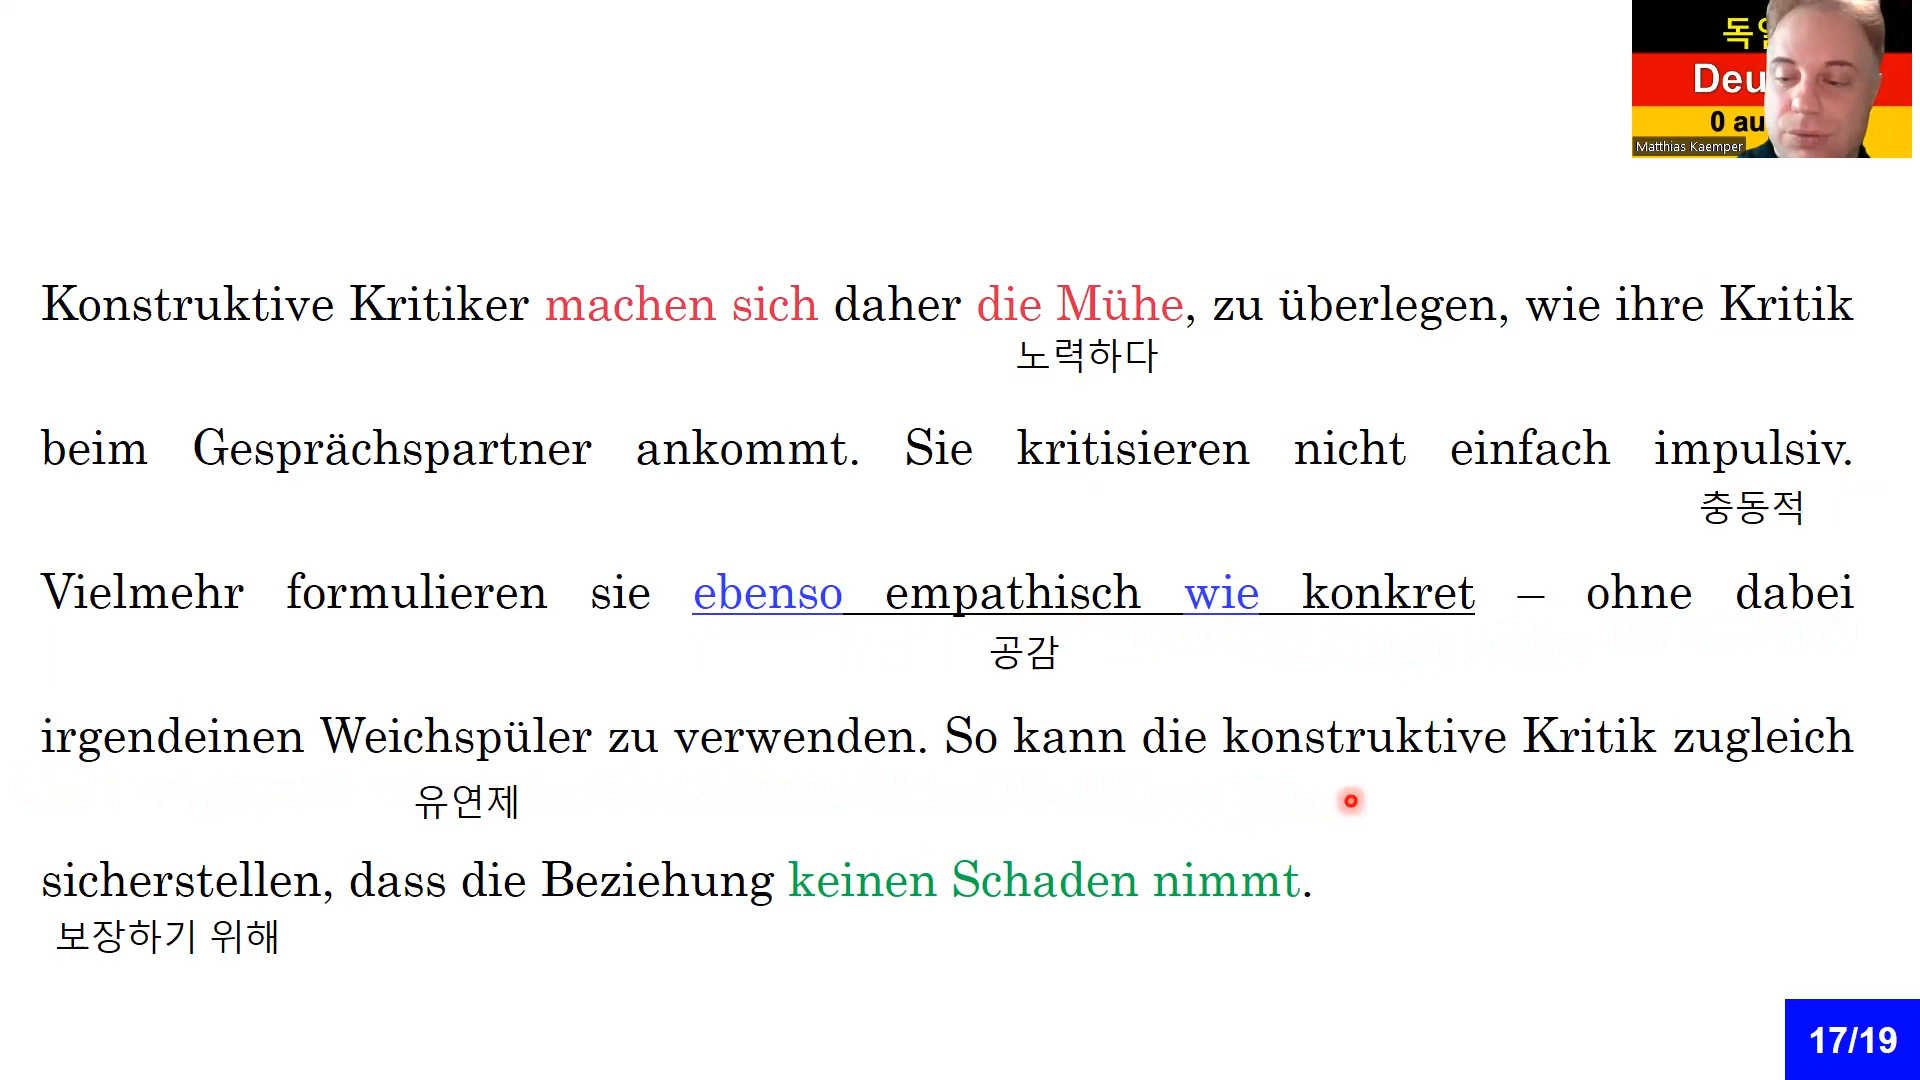 독일
Deu
0 au
Matthias Kaemper
Konstruktive Kritiker machen sich daher die Mühe, zu überlegen, wie ihre Kritik
노력하다
beim Gesprächspartner ankommt. Sie kritisieren nicht einfach impulsiv.
충동적
Vielmehr formulieren sie ebenso empathisch wie konkret – ohne dabei
공감
irgendeinen Weichspüler zu verwenden. So kann die konstruktive Kritik zugleich
유연제
sicherstellen, dass die Beziehung keinen Schaden nimmt.
보장하기 위해
17/19